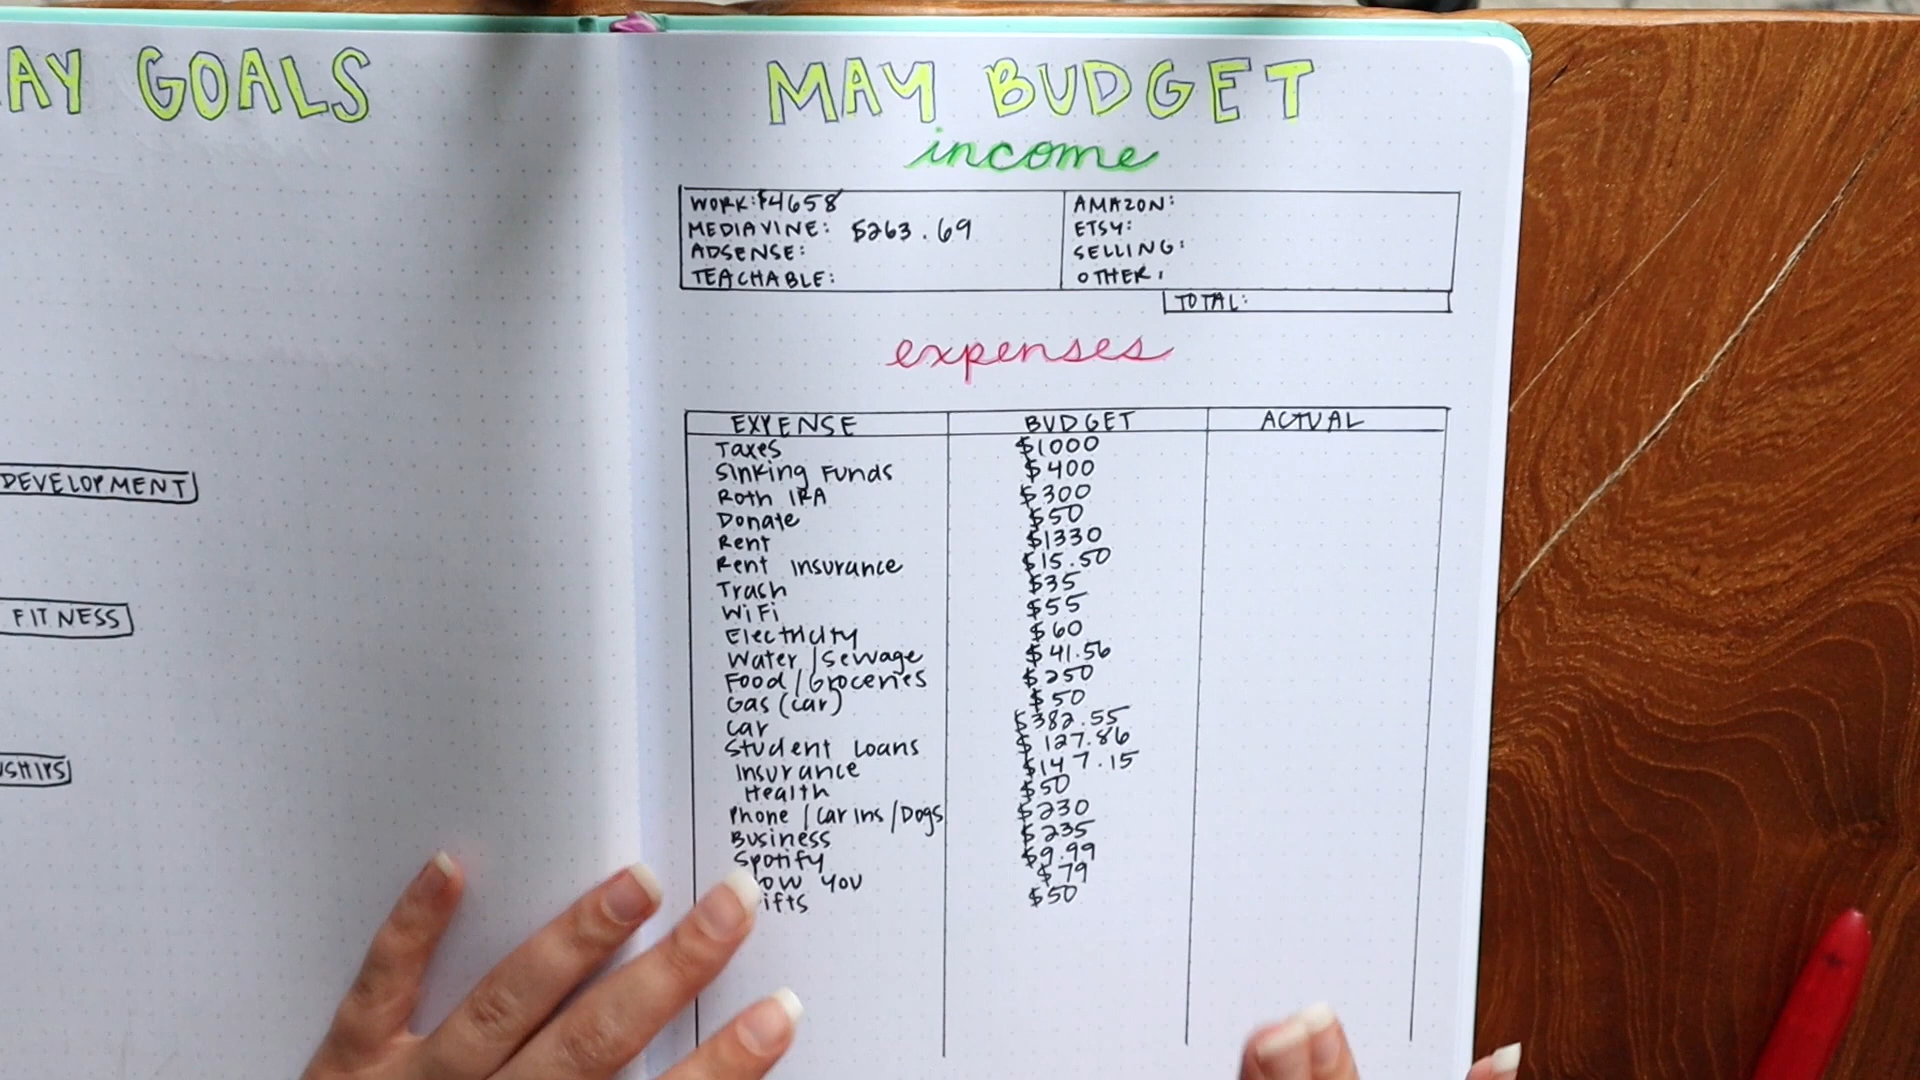 AY GOALS
DEVELOPMENT
FITNESS
MAY BUDGET
income
WORK: $4658
MEDIAVINE: $263.69
ADSENSE:
TEACHABLE:
AMAZON:
ETSY:
SELLING:
OTHER:
TOTAL:
expenses
EXPENSE BUDGET ACTUAL
Taxes $1000
Sinking Funds $400
Roth IRA $300
Donate $50
Rent $1330
Rent Insurance $15.50
Trash $35
WiFi $55
Electricity $60
Water/Sewage $41.56
Food/Groceries $250
Gas (car) $50
Car $382.55
Student Loans $127.86
Insurance $147.15
Health $50
Phone/Car Ins/Dogs $230
Business $235
Spotify $9.99
ow you $79
ifts $50